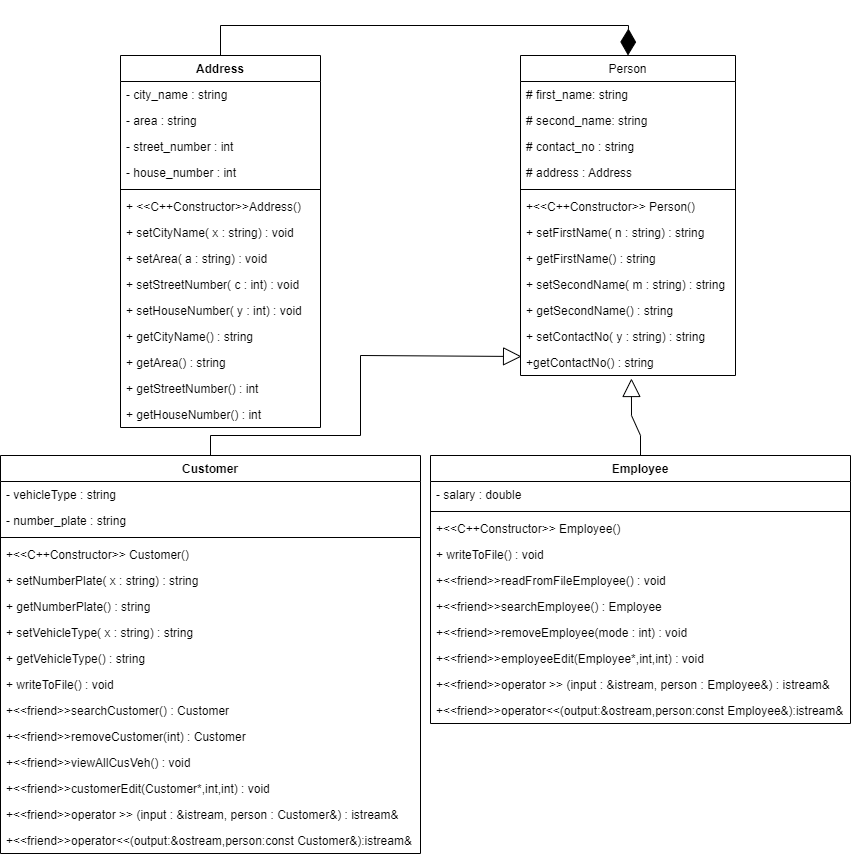 Address
- city_name : string
- area : string
- street_number : int
- house_number : int
+ <<C++Constructor>>Address()
+ setCityName( x : string) : void
+ setArea( a : string) : void
+ setStreetNumber( c : int) : void
+ setHouseNumber( y : int) : void
+ getCityName() : string
+ getArea() : string
+ getStreetNumber() : int
+ getHouseNumber() : int
Person
# first_name: string
# second_name: string
# contact_no : string
# address : Address
+<<C++Constructor>> Person()
+ setFirstName( n : string) : string
+ getFirstName() : string
+ setSecondName( m : string) : string
+ getSecondName() : string
+ setContactNo( y : string) : string
+getContactNo() : string
Customer
- vehicleType : string
- number_plate : string
+<<C++Constructor>> Customer()
+ setNumberPlate( x : string) : string
+ getNumberPlate() : string
+ setVehicleType( x : string) : string
+ getVehicleType() : string
+ writeToFile() : void
+<<friend>>searchCustomer() : Customer
+<<friend>>removeCustomer(int) : Customer
+<<friend>>viewAllCusVeh() : void
+<<friend>>customerEdit(Customer*,int,int) : void
+<<friend>>operator >> (input : &istream, person : Customer&) : istream&
+<<friend>>operator<<(output:&ostream,person:const Customer&):istream&
Employee
- salary : double
+<<C++Constructor>> Employee()
+ writeToFile() : void
+<<friend>>readFromFileEmployee() : void
+<<friend>>searchEmployee() : Employee
+<<friend>>removeEmployee(mode : int) : void
+<<friend>>employeeEdit(Employee*,int,int) : void
+<<friend>>operator >> (input : &istream, person : Employee&) : istream&
+<<friend>>operator<<(output:&ostream,person:const Employee&):istream&